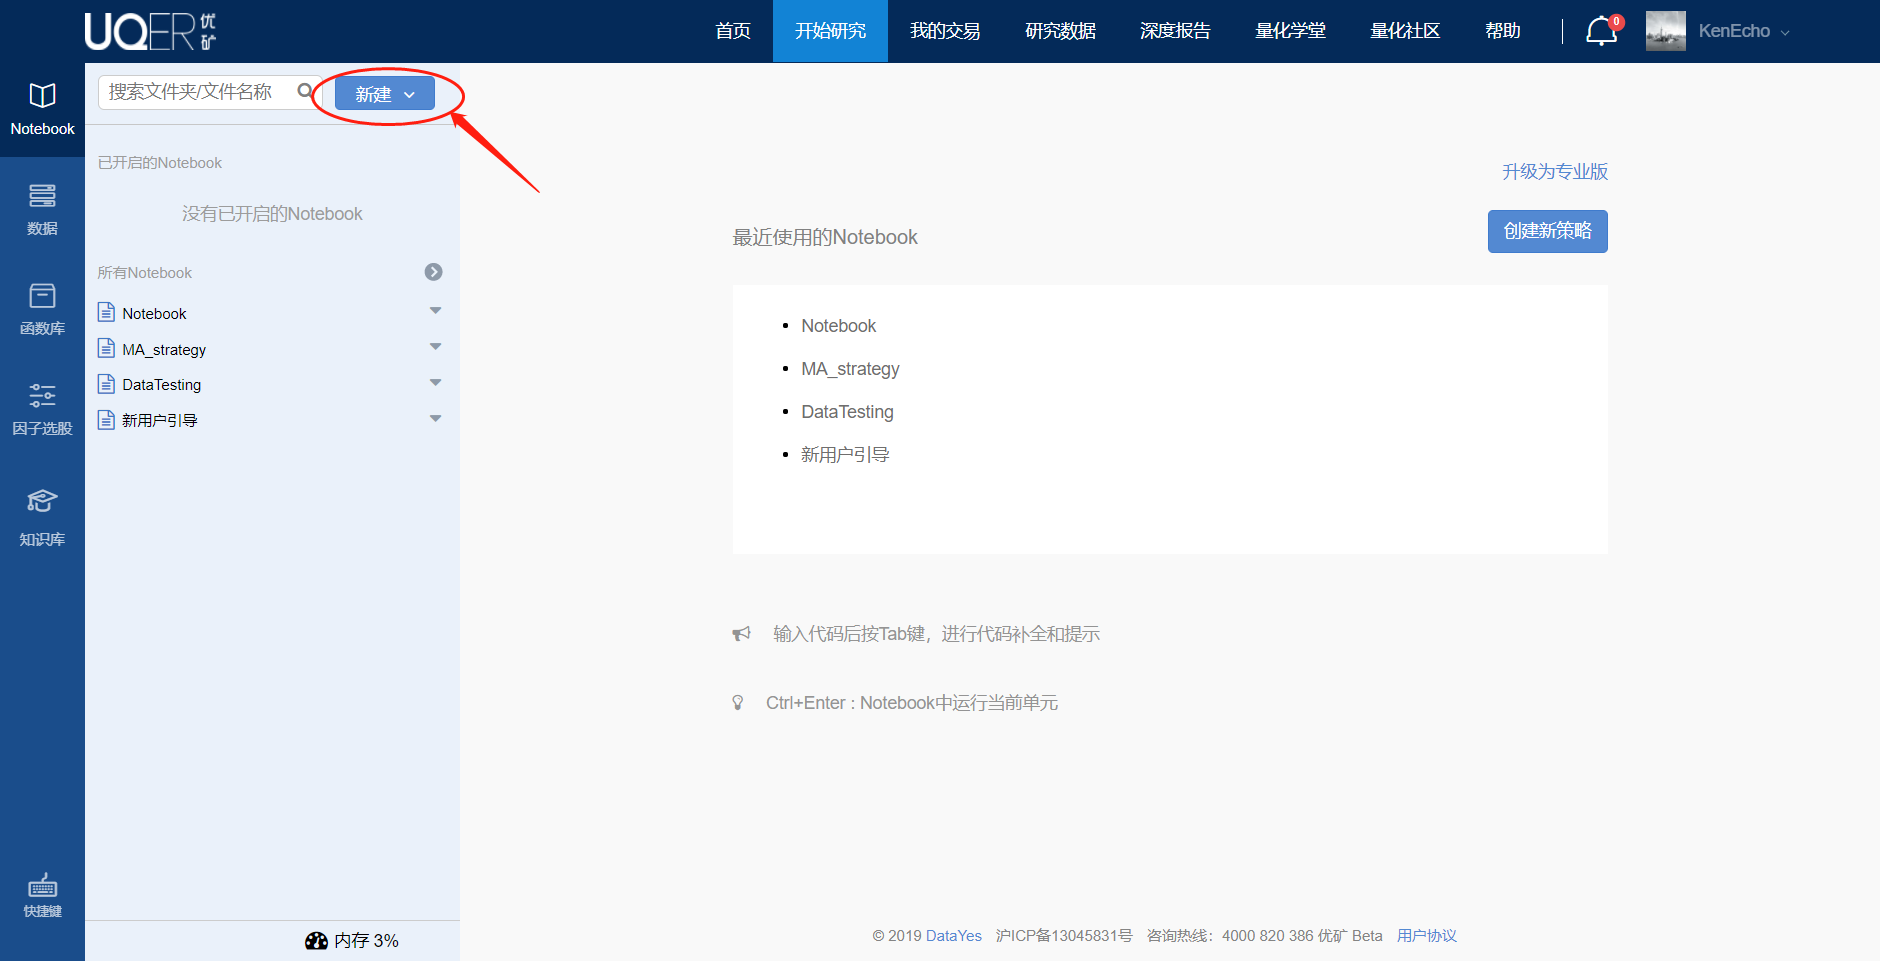 UQER 优矿
首页 开始研究 我的交易 研究数据 深度报告 量化学堂 量化社区 帮助 0 KenEcho
Notebook
数据
函数库
因子选股
知识库
快捷键
搜索文件夹/文件名称 新建
已开启的Notebook
没有已开启的Notebook
所有Notebook
Notebook
MA_strategy
DataTesting
新用户引导
内存 3%
升级为专业版
最近使用的Notebook 创建新策略
Notebook
MA_strategy
DataTesting
新用户引导
输入代码后按Tab键，进行代码补全和提示
Ctrl+Enter : Notebook中运行当前单元
© 2019 DataYes 沪ICP备13045831号 咨询热线：4000 820 386 优矿 Beta 用户协议